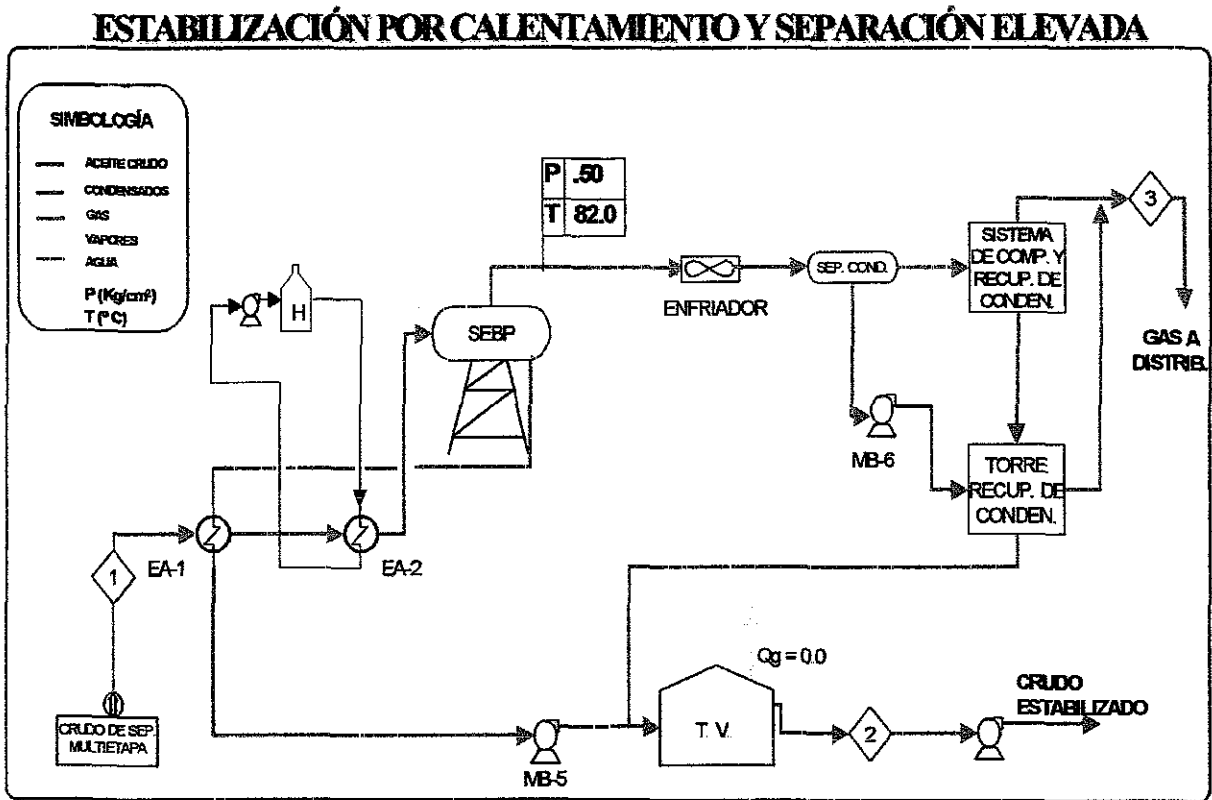 ESTABILIZACIÓN POR CALENTAMIENTO Y SEPARACIÓN ELEVADA
SIMBOLOGÍA
ACEITE CRUDO
CONDENSADOS
GAS
VAPORES
AGUA
P (Kg/cm²)
T (°C)
P .50
T 82.0
H
SEBP
ENFRIADOR
SEP. COND.
SISTEMA
DE COMP. Y
RECUP. DE
CONDEN.
3
GAS A
DISTRIB.
MB-6
TORRE
RECUP. DE
CONDEN.
EA-1
EA-2
1
CRUDO DE SEP.
MULTIETAPA
MB-5
T. V.
Qg = 0.0
2
CRUDO
ESTABILIZADO